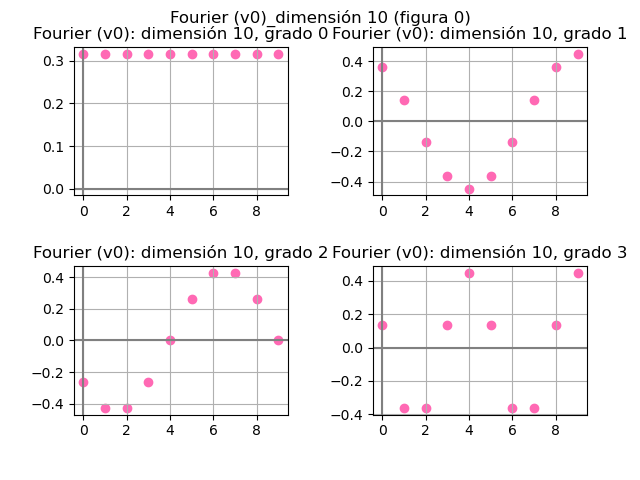 Fourier (v0)_dimensión 10 (figura 0)
Fourier (v0): dimensión 10, grado 0
0.3
0.2
0.1
0.0
0 2 4 6 8
Fourier (v0): dimensión 10, grado 1
0.4
0.2
0.0
−0.2
−0.4
0 2 4 6 8
Fourier (v0): dimensión 10, grado 2
0.4
0.2
0.0
−0.2
−0.4
0 2 4 6 8
Fourier (v0): dimensión 10, grado 3
0.4
0.2
0.0
−0.2
−0.4
0 2 4 6 8